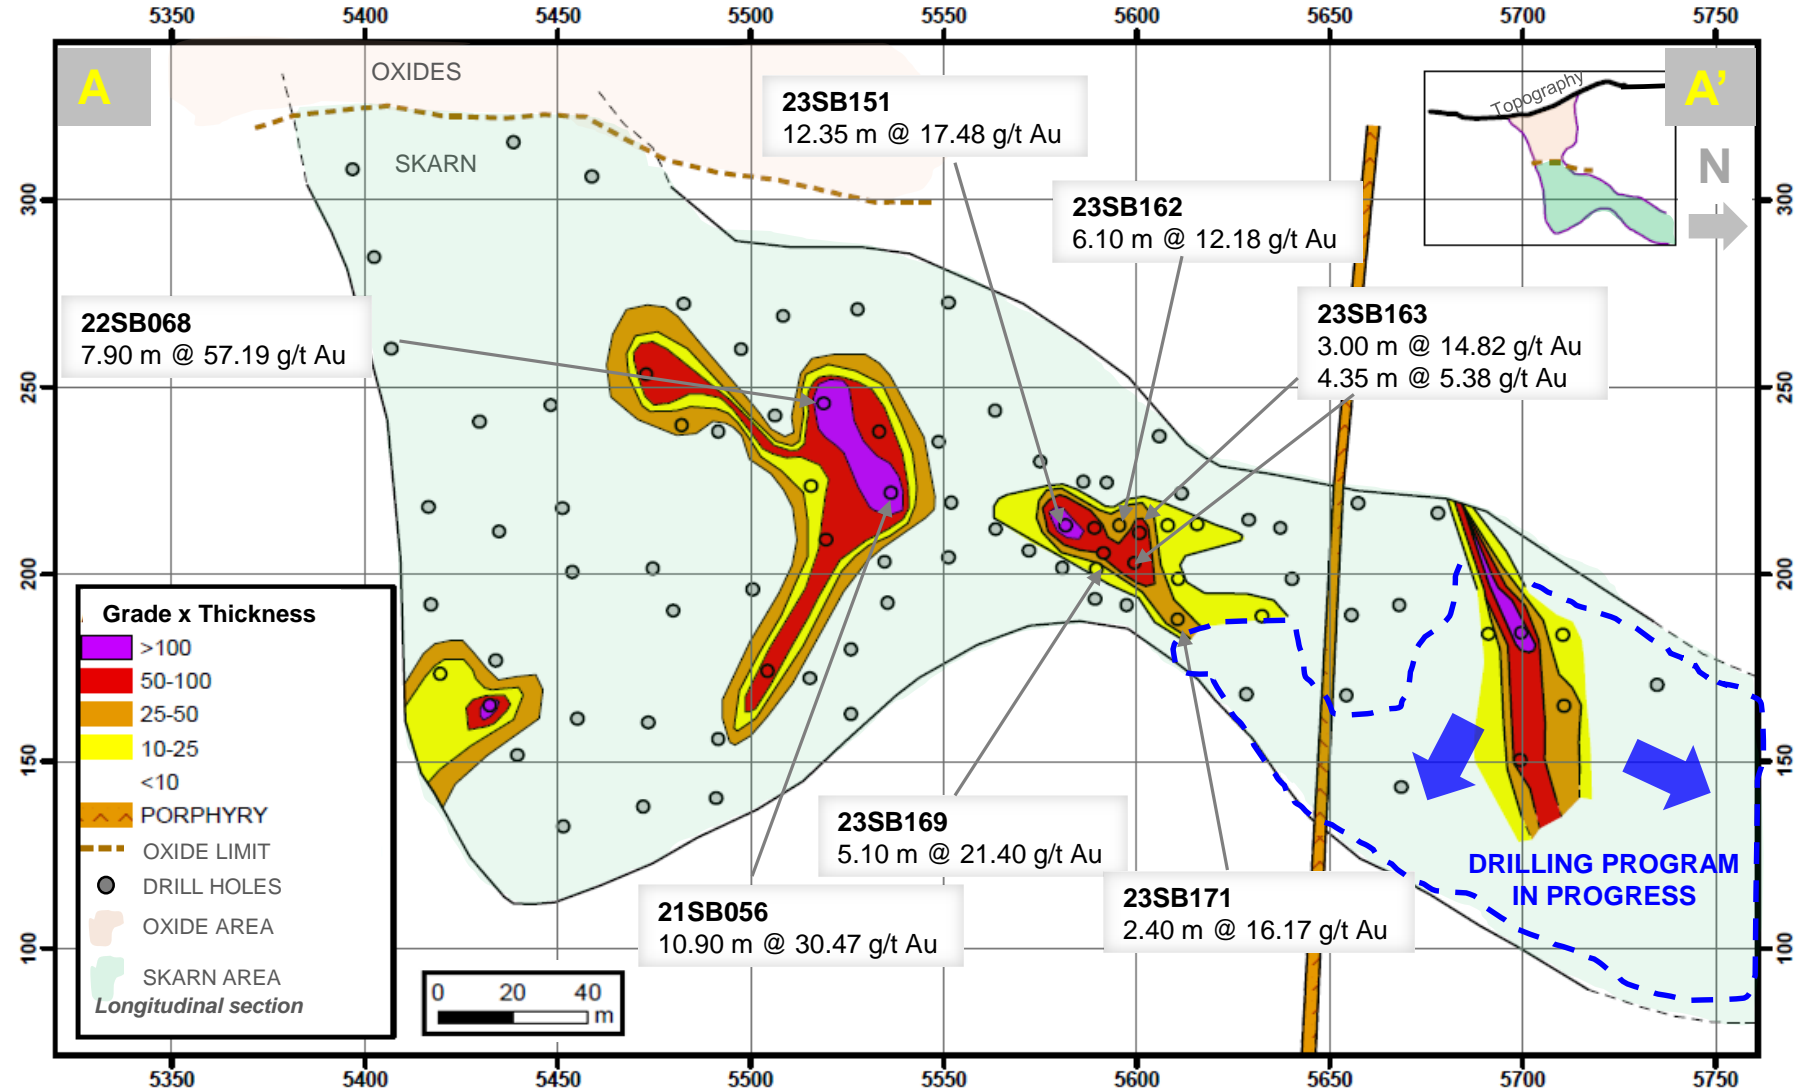 5350 5400 5450 5500 5550 5600 5650 5700 5750
A
OXIDES
SKARN
23SB151
12.35 m @ 17.48 g/t Au
Topography
A'
N
300
300
23SB162
6.10 m @ 12.18 g/t Au
22SB068
7.90 m @ 57.19 g/t Au
23SB163
3.00 m @ 14.82 g/t Au
4.35 m @ 5.38 g/t Au
250
250
200
200
Grade x Thickness
>100
50-100
25-50
10-25
<10
PORPHYRY
OXIDE LIMIT
DRILL HOLES
OXIDE AREA
SKARN AREA
Longitudinal section
150
150
23SB169
5.10 m @ 21.40 g/t Au
DRILLING PROGRAM
IN PROGRESS
21SB056
10.90 m @ 30.47 g/t Au
23SB171
2.40 m @ 16.17 g/t Au
100
100
0 20 40
m
5350 5400 5450 5500 5550 5600 5650 5700 5750